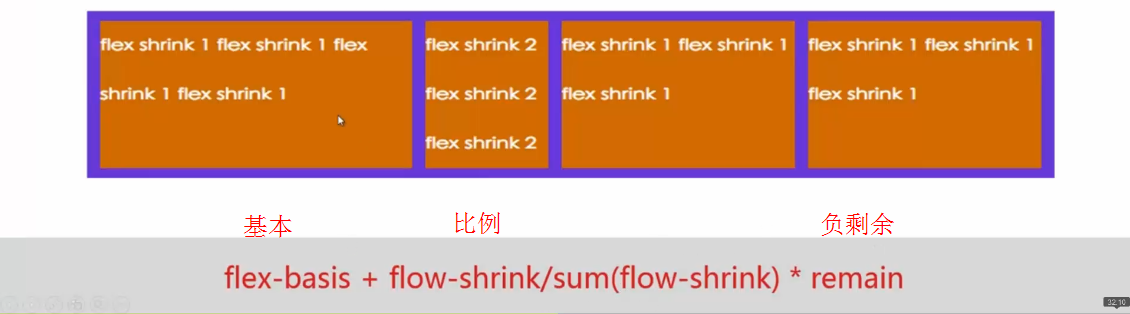 flex shrink 1 flex shrink 1 flex
shrink 1 flex shrink 1
flex shrink 2
flex shrink 2
flex shrink 2
flex shrink 1 flex shrink 1
flex shrink 1
flex shrink 1 flex shrink 1
flex shrink 1
基本
比例
负剩余
flex-basis + flow-shrink/sum(flow-shrink) * remain
32:10